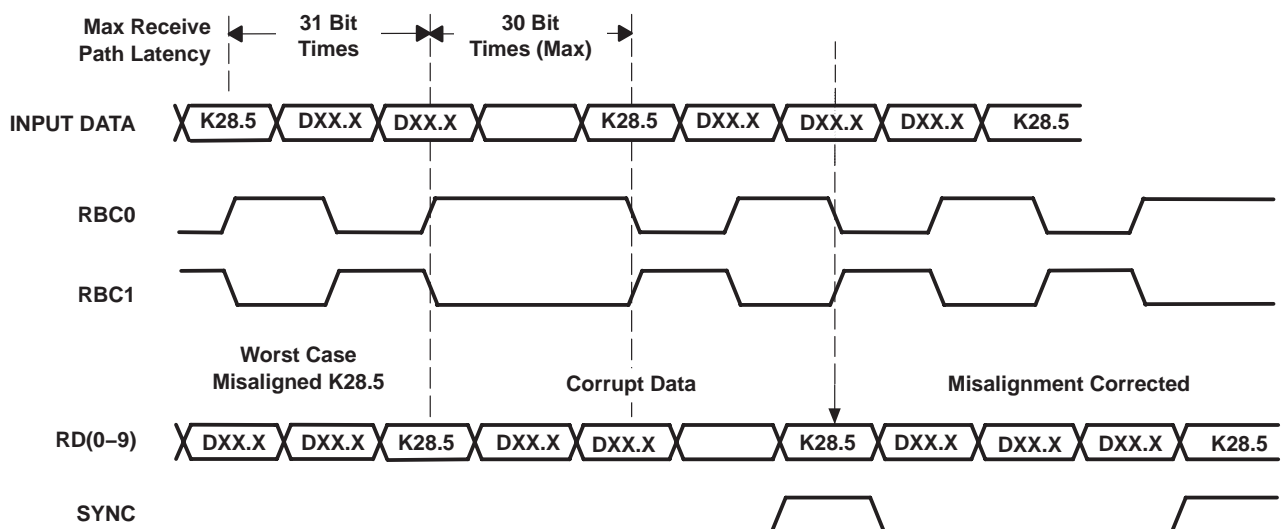 Max Receive
Path Latency
31 Bit
Times
30 Bit
Times (Max)
INPUT DATA
K28.5 DXX.X DXX.X K28.5 DXX.X DXX.X DXX.X K28.5
RBC0
RBC1
Worst Case
Misaligned K28.5
Corrupt Data
Misalignment Corrected
RD(0–9)
DXX.X DXX.X K28.5 DXX.X DXX.X K28.5 DXX.X DXX.X DXX.X K28.5
SYNC